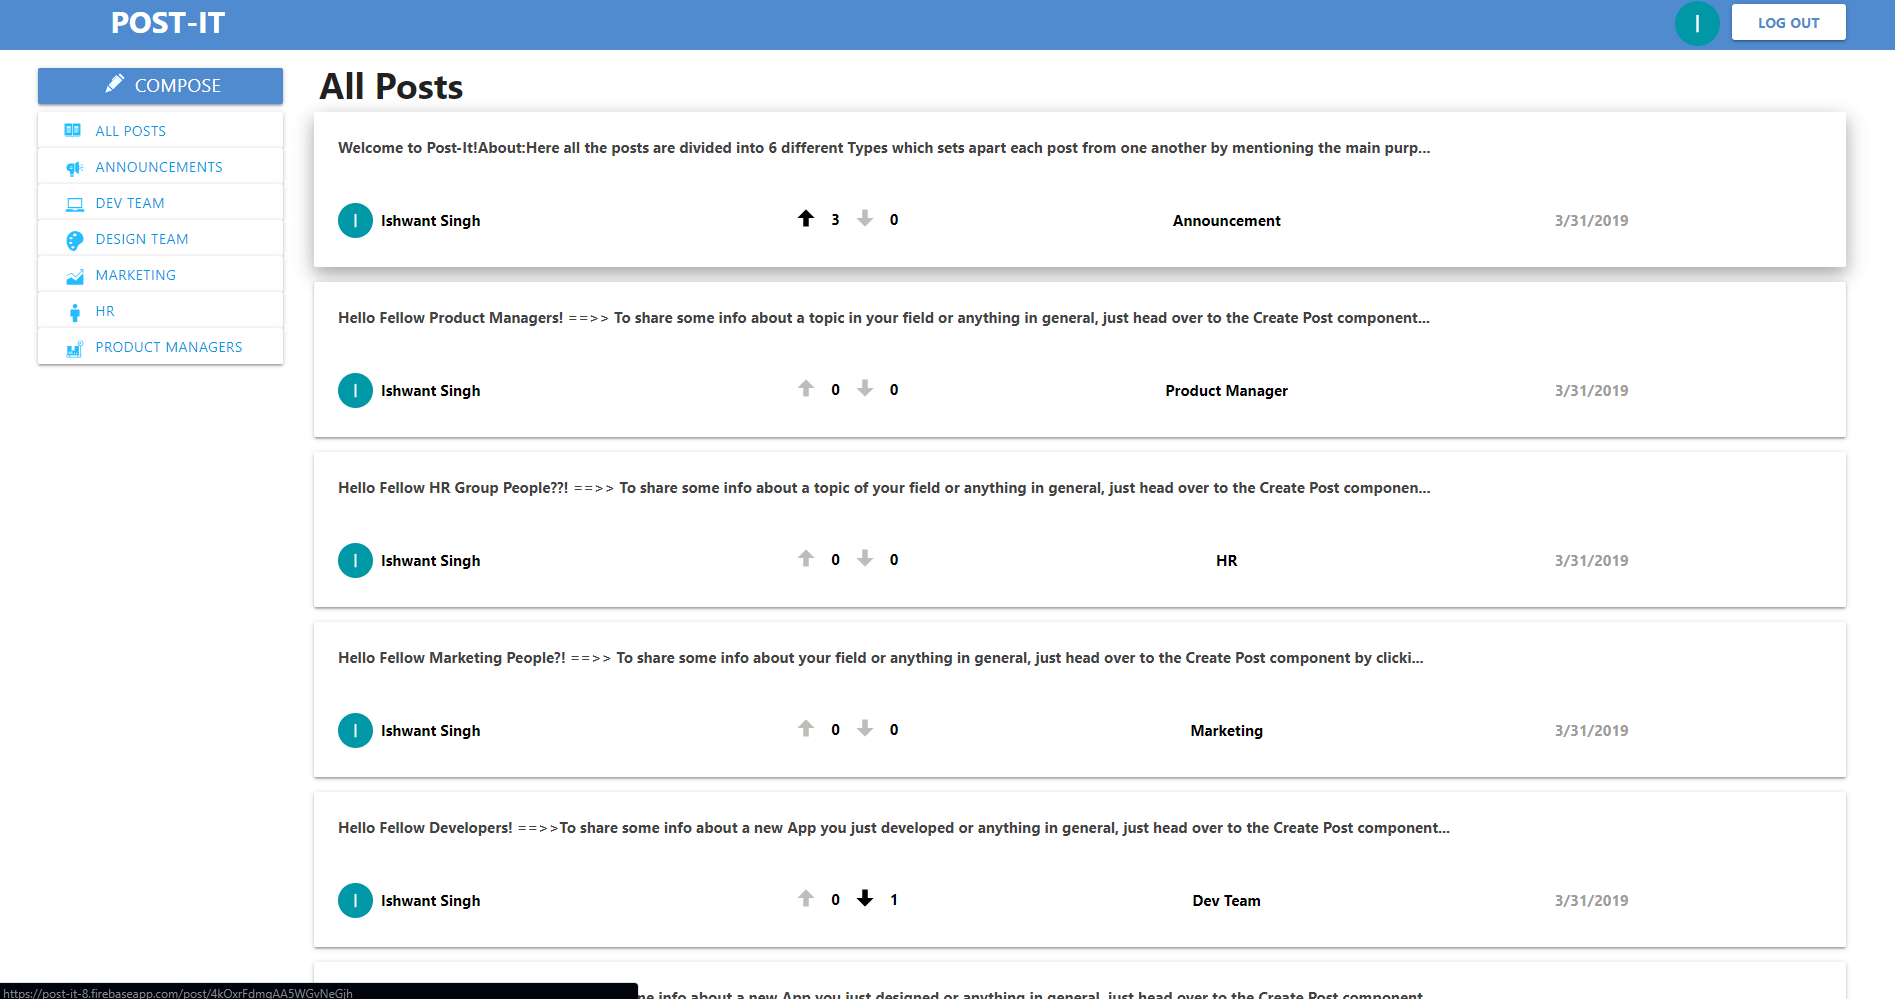 POST-IT
I
LOG OUT
COMPOSE
ALL POSTS
ANNOUNCEMENTS
DEV TEAM
DESIGN TEAM
MARKETING
HR
PRODUCT MANAGERS
All Posts
Welcome to Post-It!About:Here all the posts are divided into 6 different Types which sets apart each post from one another by mentioning the main purp...
I Ishwant Singh 3 0 Announcement 3/31/2019
Hello Fellow Product Managers! ==>> To share some info about a topic in your field or anything in general, just head over to the Create Post component...
I Ishwant Singh 0 0 Product Manager 3/31/2019
Hello Fellow HR Group People??! ==>> To share some info about a topic of your field or anything in general, just head over to the Create Post componen...
I Ishwant Singh 0 0 HR 3/31/2019
Hello Fellow Marketing People?! ==>> To share some info about your field or anything in general, just head over to the Create Post component by clicki...
I Ishwant Singh 0 0 Marketing 3/31/2019
Hello Fellow Developers! ==>>To share some info about a new App you just developed or anything in general, just head over to the Create Post component...
I Ishwant Singh 0 1 Dev Team 3/31/2019
info about a new App you just designed or anything in general, just head over to the Create Post component
https://post-it-8.firebaseapp.com/post/4kOxrFdmqAA5WGvNeGjh